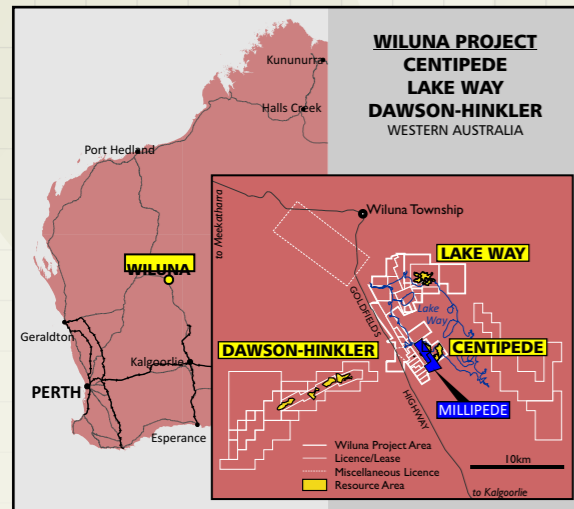 WILUNA PROJECT
CENTIPEDE
LAKE WAY
DAWSON-HINKLER
WESTERN AUSTRALIA
Kununurra
Halls Creek
Port Hedland
WILUNA
Geraldton
Kalgoorlie
PERTH
Esperance
to Meekatharra
Wiluna Township
LAKE WAY
GOLDFIELDS
Lake
Way
CENTIPEDE
DAWSON-HINKLER
MILLIPEDE
HIGHWAY
Wiluna Project Area
Licence/Lease
Miscellaneous Licence
Resource Area
10km
to Kalgoorlie